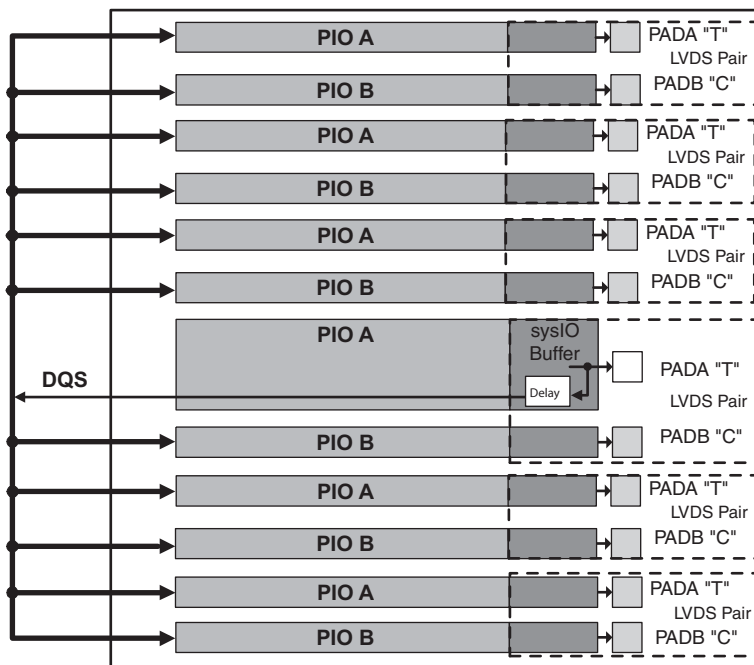 PIO A
PADA "T"
LVDS Pair
PIO B
PADB "C"
PIO A
PADA "T"
LVDS Pair
PIO B
PADB "C"
PIO A
PADA "T"
LVDS Pair
PIO B
PADB "C"
PIO A
sysIO
Buffer
PADA "T"
DQS
Delay
LVDS Pair
PIO B
PADB "C"
PIO A
PADA "T"
LVDS Pair
PIO B
PADB "C"
PIO A
PADA "T"
LVDS Pair
PIO B
PADB "C"